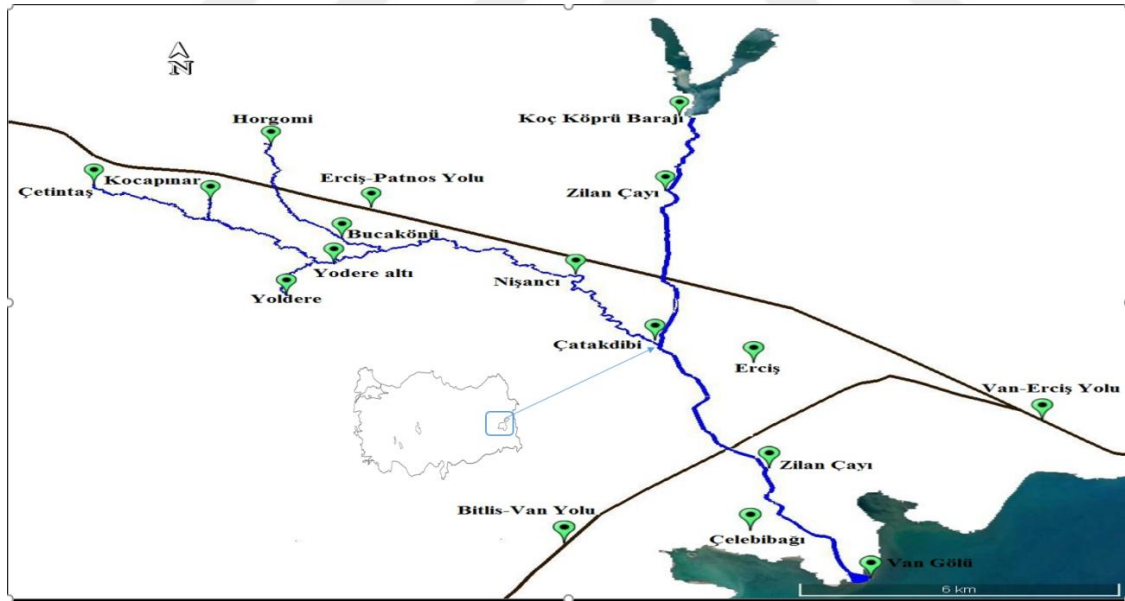 N
Koç Köprü Barajı
Horgomi
Çetintaş
Kocapınar
Erciş-Patnos Yolu
Zilan Çayı
Bucakönü
Yodere altı
Yoldere
Nişancı
Çatakdibi
Erciş
Van-Erciş Yolu
Zilan Çayı
Bitlis-Van Yolu
Çelebibağı
Van Gölü
6 km